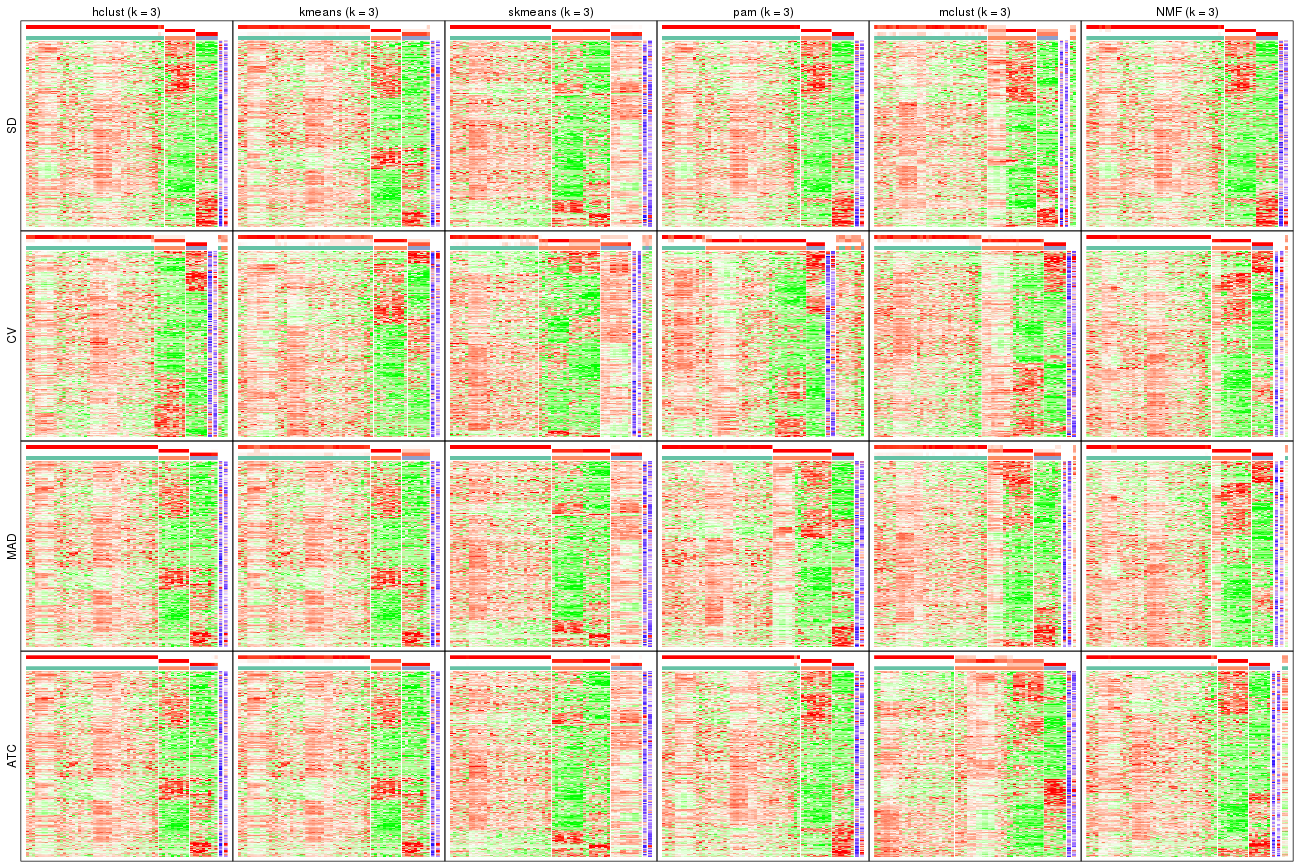 hclust (k = 3) kmeans (k = 3) skmeans (k = 3) pam (k = 3) mclust (k = 3) NMF (k = 3)
SD
CV
MAD
ATC